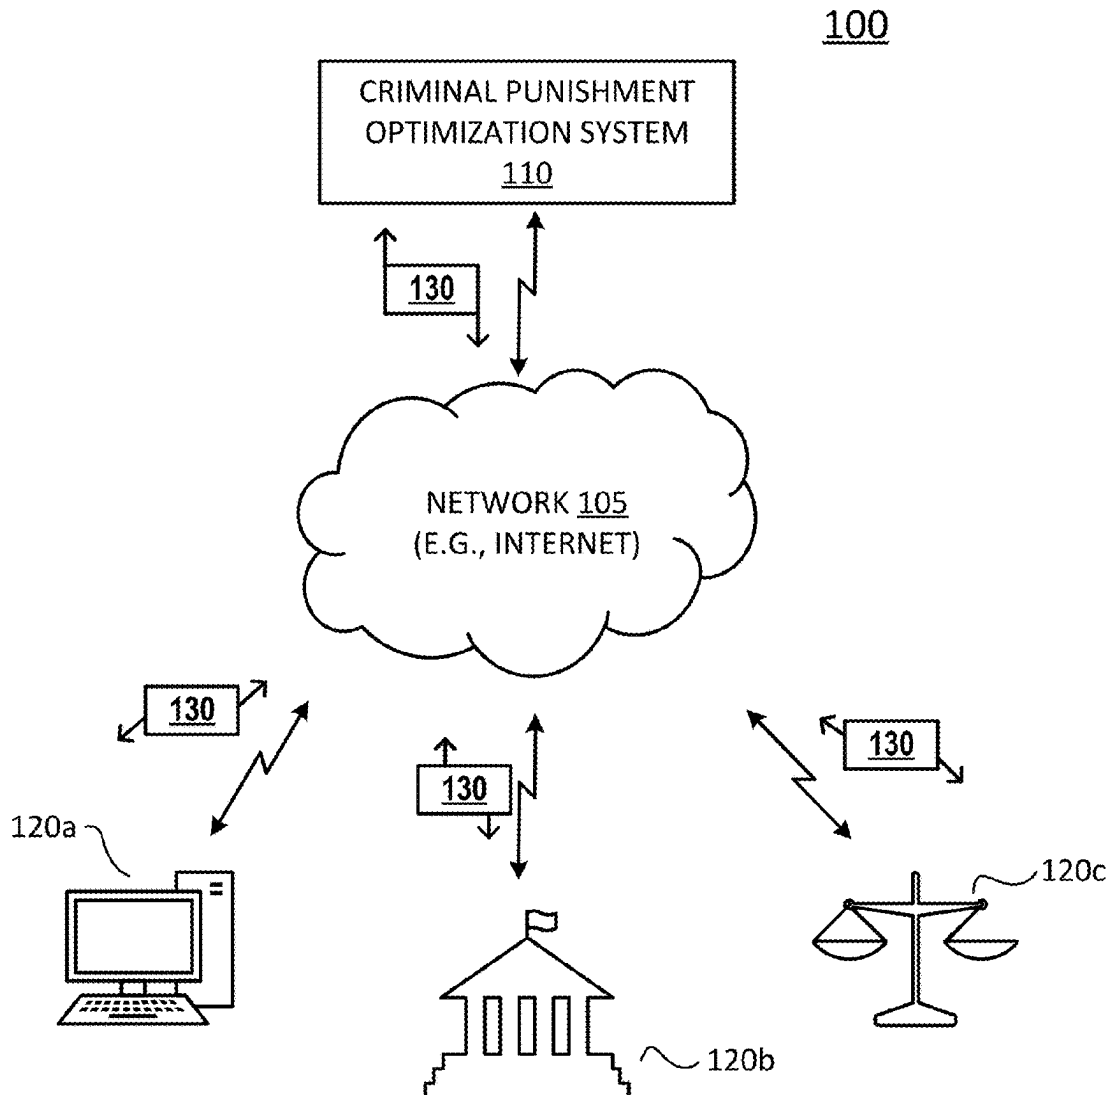 100
CRIMINAL PUNISHMENT
OPTIMIZATION SYSTEM
110
130
NETWORK 105
(E.G., INTERNET)
130
130
130
120a
120c
120b